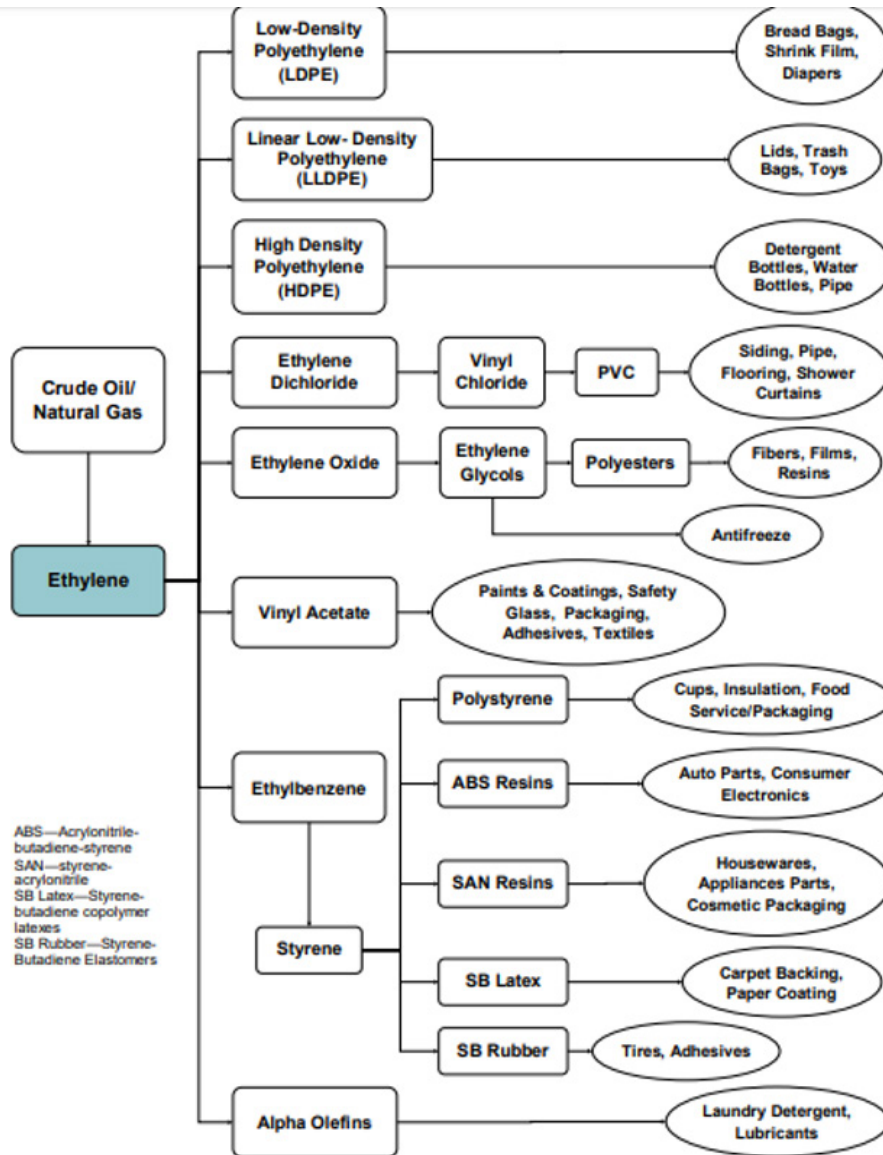 Low-Density
Polyethylene
(LDPE)
Bread Bags,
Shrink Film,
Diapers
Linear Low- Density
Polyethylene
(LLDPE)
Lids, Trash
Bags, Toys
High Density
Polyethylene
(HDPE)
Detergent
Bottles, Water
Bottles, Pipe
Crude Oil/
Natural Gas
Ethylene
Dichloride
Vinyl
Chloride
PVC
Siding, Pipe,
Flooring, Shower
Curtains
Ethylene Oxide
Ethylene
Glycols
Polyesters
Fibers, Films,
Resins
Antifreeze
Ethylene
Vinyl Acetate
Paints & Coatings, Safety
Glass, Packaging,
Adhesives, Textiles
Ethylbenzene
Styrene
Polystyrene
Cups, Insulation, Food
Service/Packaging
ABS Resins
Auto Parts, Consumer
Electronics
SAN Resins
Housewares,
Appliances Parts,
Cosmetic Packaging
SB Latex
Carpet Backing,
Paper Coating
SB Rubber
Tires, Adhesives
Alpha Olefins
Laundry Detergent,
Lubricants
ABS—Acrylonitrile-
butadiene-styrene
SAN—styrene-
acrylonitrile
SB Latex—Styrene-
butadiene copolymer
latexes
SB Rubber—Styrene-
Butadiene Elastomers